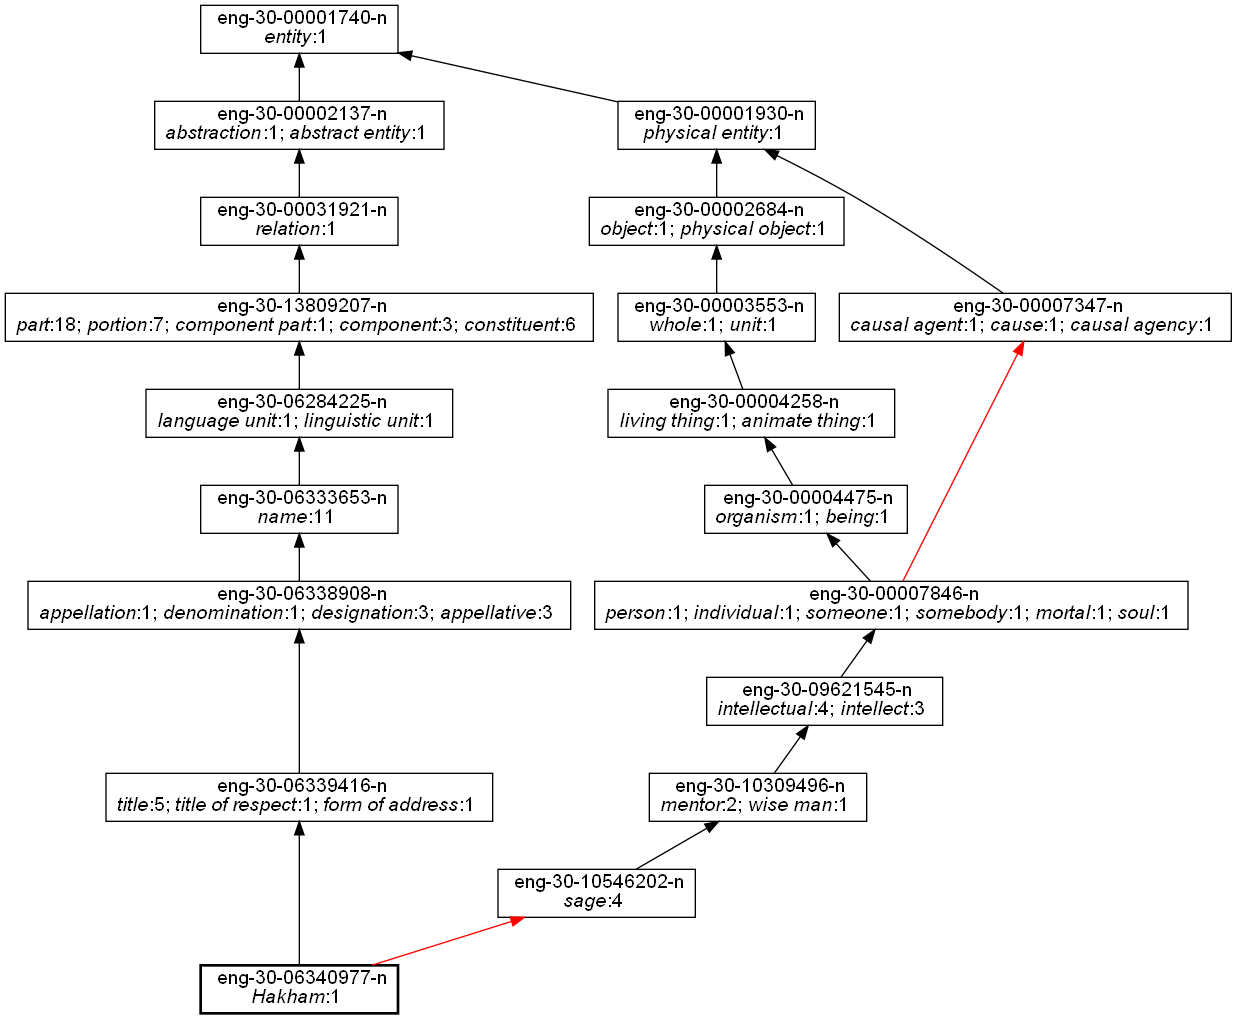 eng-30-00001740-n
entity:1
eng-30-00002137-n
abstraction:1; abstract entity:1
eng-30-00001930-n
physical entity:1
eng-30-00031921-n
relation:1
eng-30-00002684-n
object:1; physical object:1
eng-30-13809207-n
part:18; portion:7; component part:1; component:3; constituent:6
eng-30-00003553-n
whole:1; unit:1
eng-30-00007347-n
causal agent:1; cause:1; causal agency:1
eng-30-06284225-n
language unit:1; linguistic unit:1
eng-30-00004258-n
living thing:1; animate thing:1
eng-30-06333653-n
name:11
eng-30-00004475-n
organism:1; being:1
eng-30-06338908-n
appellation:1; denomination:1; designation:3; appellative:3
eng-30-00007846-n
person:1; individual:1; someone:1; somebody:1; mortal:1; soul:1
eng-30-09621545-n
intellectual:4; intellect:3
eng-30-06339416-n
title:5; title of respect:1; form of address:1
eng-30-10309496-n
mentor:2; wise man:1
eng-30-10546202-n
sage:4
eng-30-06340977-n
Hakham:1